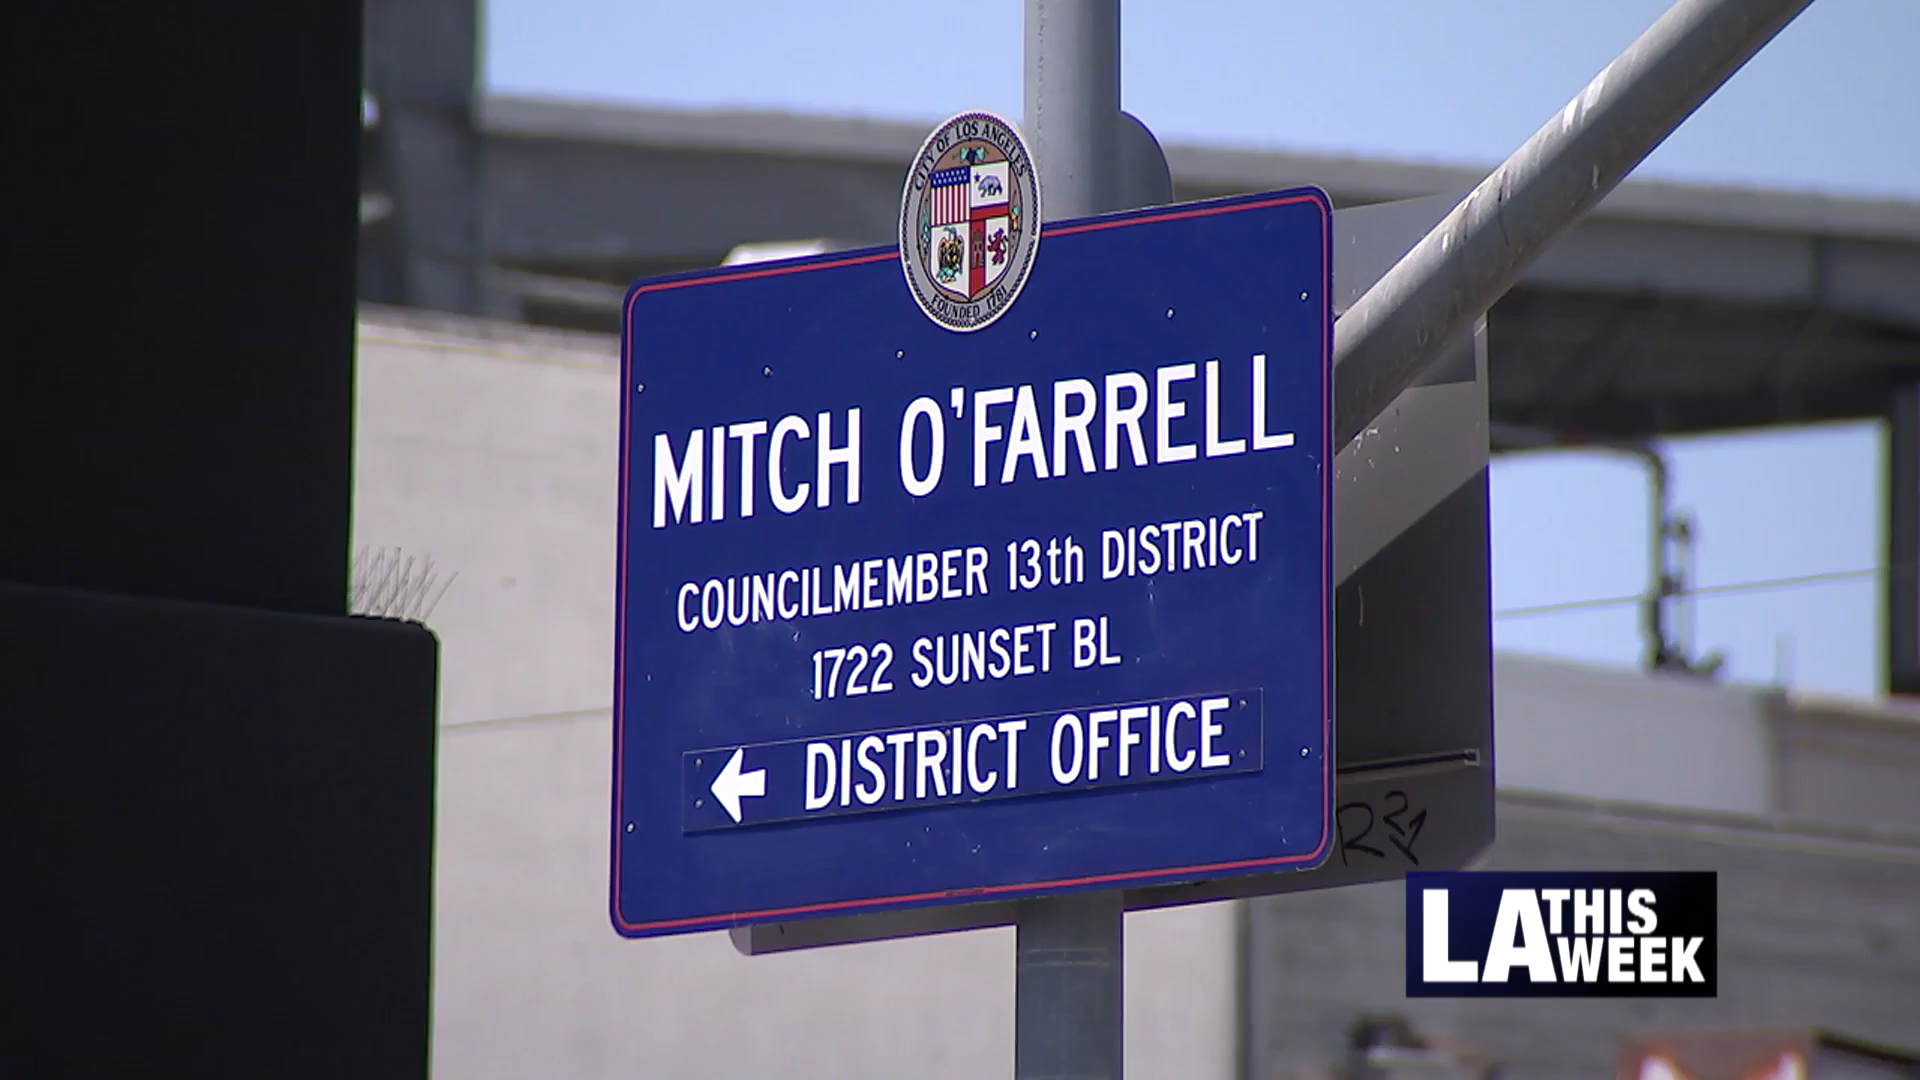 CITY OF LOS ANGELES
FOUNDED 1781
MITCH O'FARRELL
COUNCILMEMBER 13th DISTRICT
1722 SUNSET BL
← DISTRICT OFFICE
LA THIS WEEK